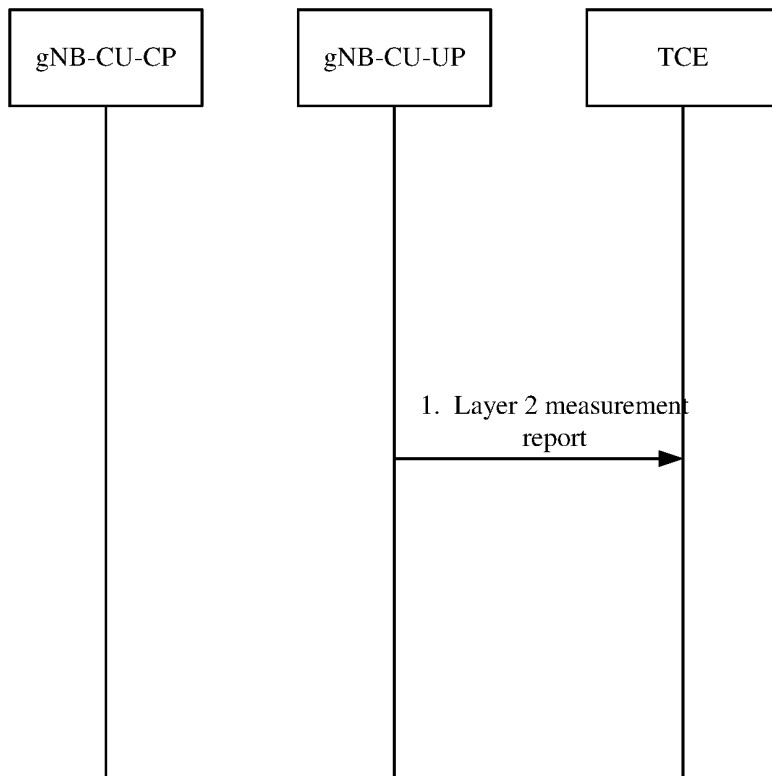 gNB-CU-CP
gNB-CU-UP
TCE
1. Layer 2 measurement
report